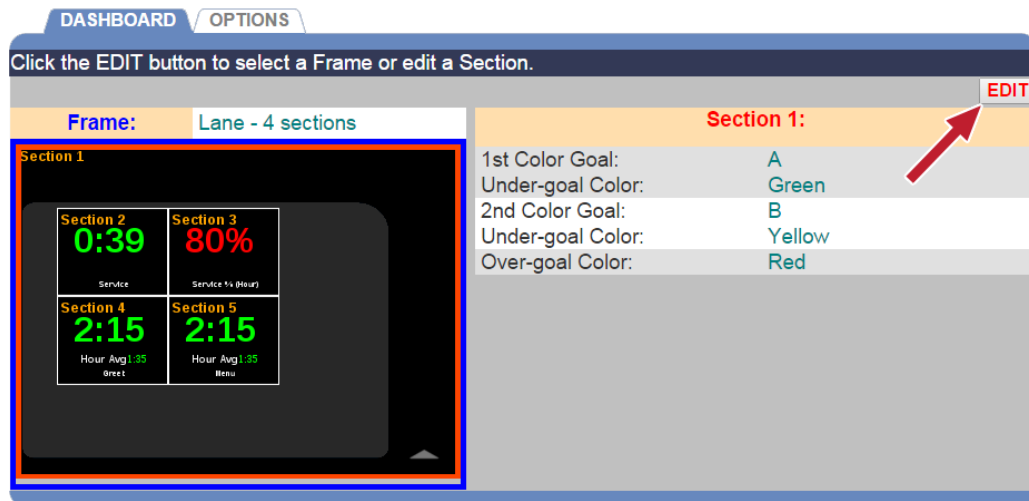 DASHBOARD OPTIONS
Click the EDIT button to select a Frame or edit a Section.
EDIT
Frame: Lane - 4 sections
Section 1:
Section 1
Section 2 Section 3
0:39 80%
Service Service % (Hour)
Section 4 Section 5
2:15 2:15
Hour Avg1:35 Hour Avg1:35
Greet Menu
1st Color Goal: A
Under-goal Color: Green
2nd Color Goal: B
Under-goal Color: Yellow
Over-goal Color: Red